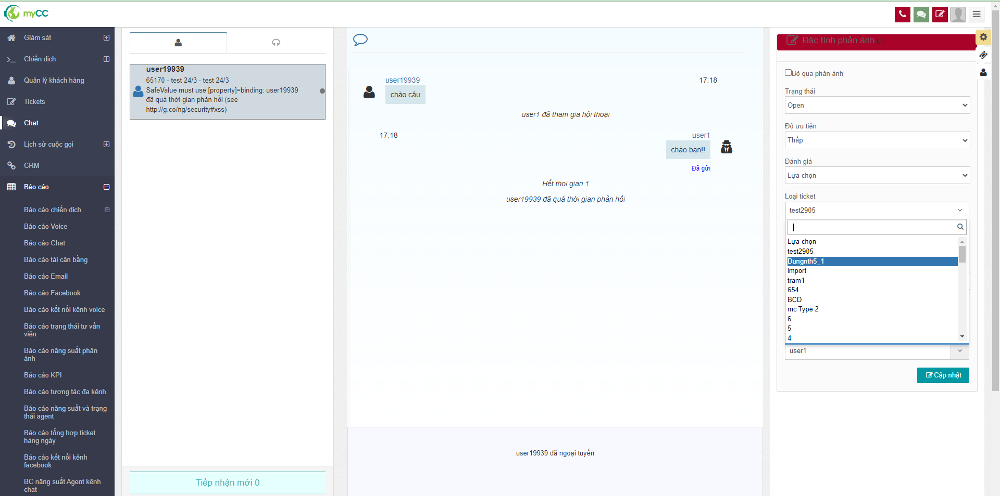 myCC
Giám sát
Chiến dịch
Quản lý khách hàng
Tickets
Chat
Lịch sử cuộc gọi
CRM
Báo cáo
Báo cáo chiến dịch
Báo cáo Voice
Báo cáo Chat
Báo cáo tái cân bằng
Báo cáo Email
Báo cáo Facebook
Báo cáo kết nối kênh voice
Báo cáo trạng thái tư vấn
viên
Báo cáo năng suất phản
ánh
Báo cáo KPI
Báo cáo tương tác đa kênh
Báo cáo năng suất và trạng
thái agent
Báo cáo tổng hợp ticket
hàng ngày
Báo cáo kết nối kênh
facebook
BC năng suất Agent kênh
chat
user19939
65170 - test 24/3 - test 24/3
SafeValue must use [property]=binding: user19939
đã quá thời gian phản hồi (see
http://g.co/ng/security#xss)
Tiếp nhận mới 0
user19939
17:18
chào cậu
user1 đã tham gia hội thoại
17:18
user1
chào bạn!!
Đã gửi
Hết thoi gian 1
user19939 đã quá thời gian phản hồi
user19939 đã ngoại tuyến
Đặc tính phản ánh
Bỏ qua phản ánh
Trạng thái
Open
Độ ưu tiên
Thấp
Đánh giá
Lựa chọn
Loại ticket
test2905
Lựa chọn
test2905
Dungnth5_1
import
tram1
654
BCD
mc Type 2
6
5
4
user1
Cập nhật